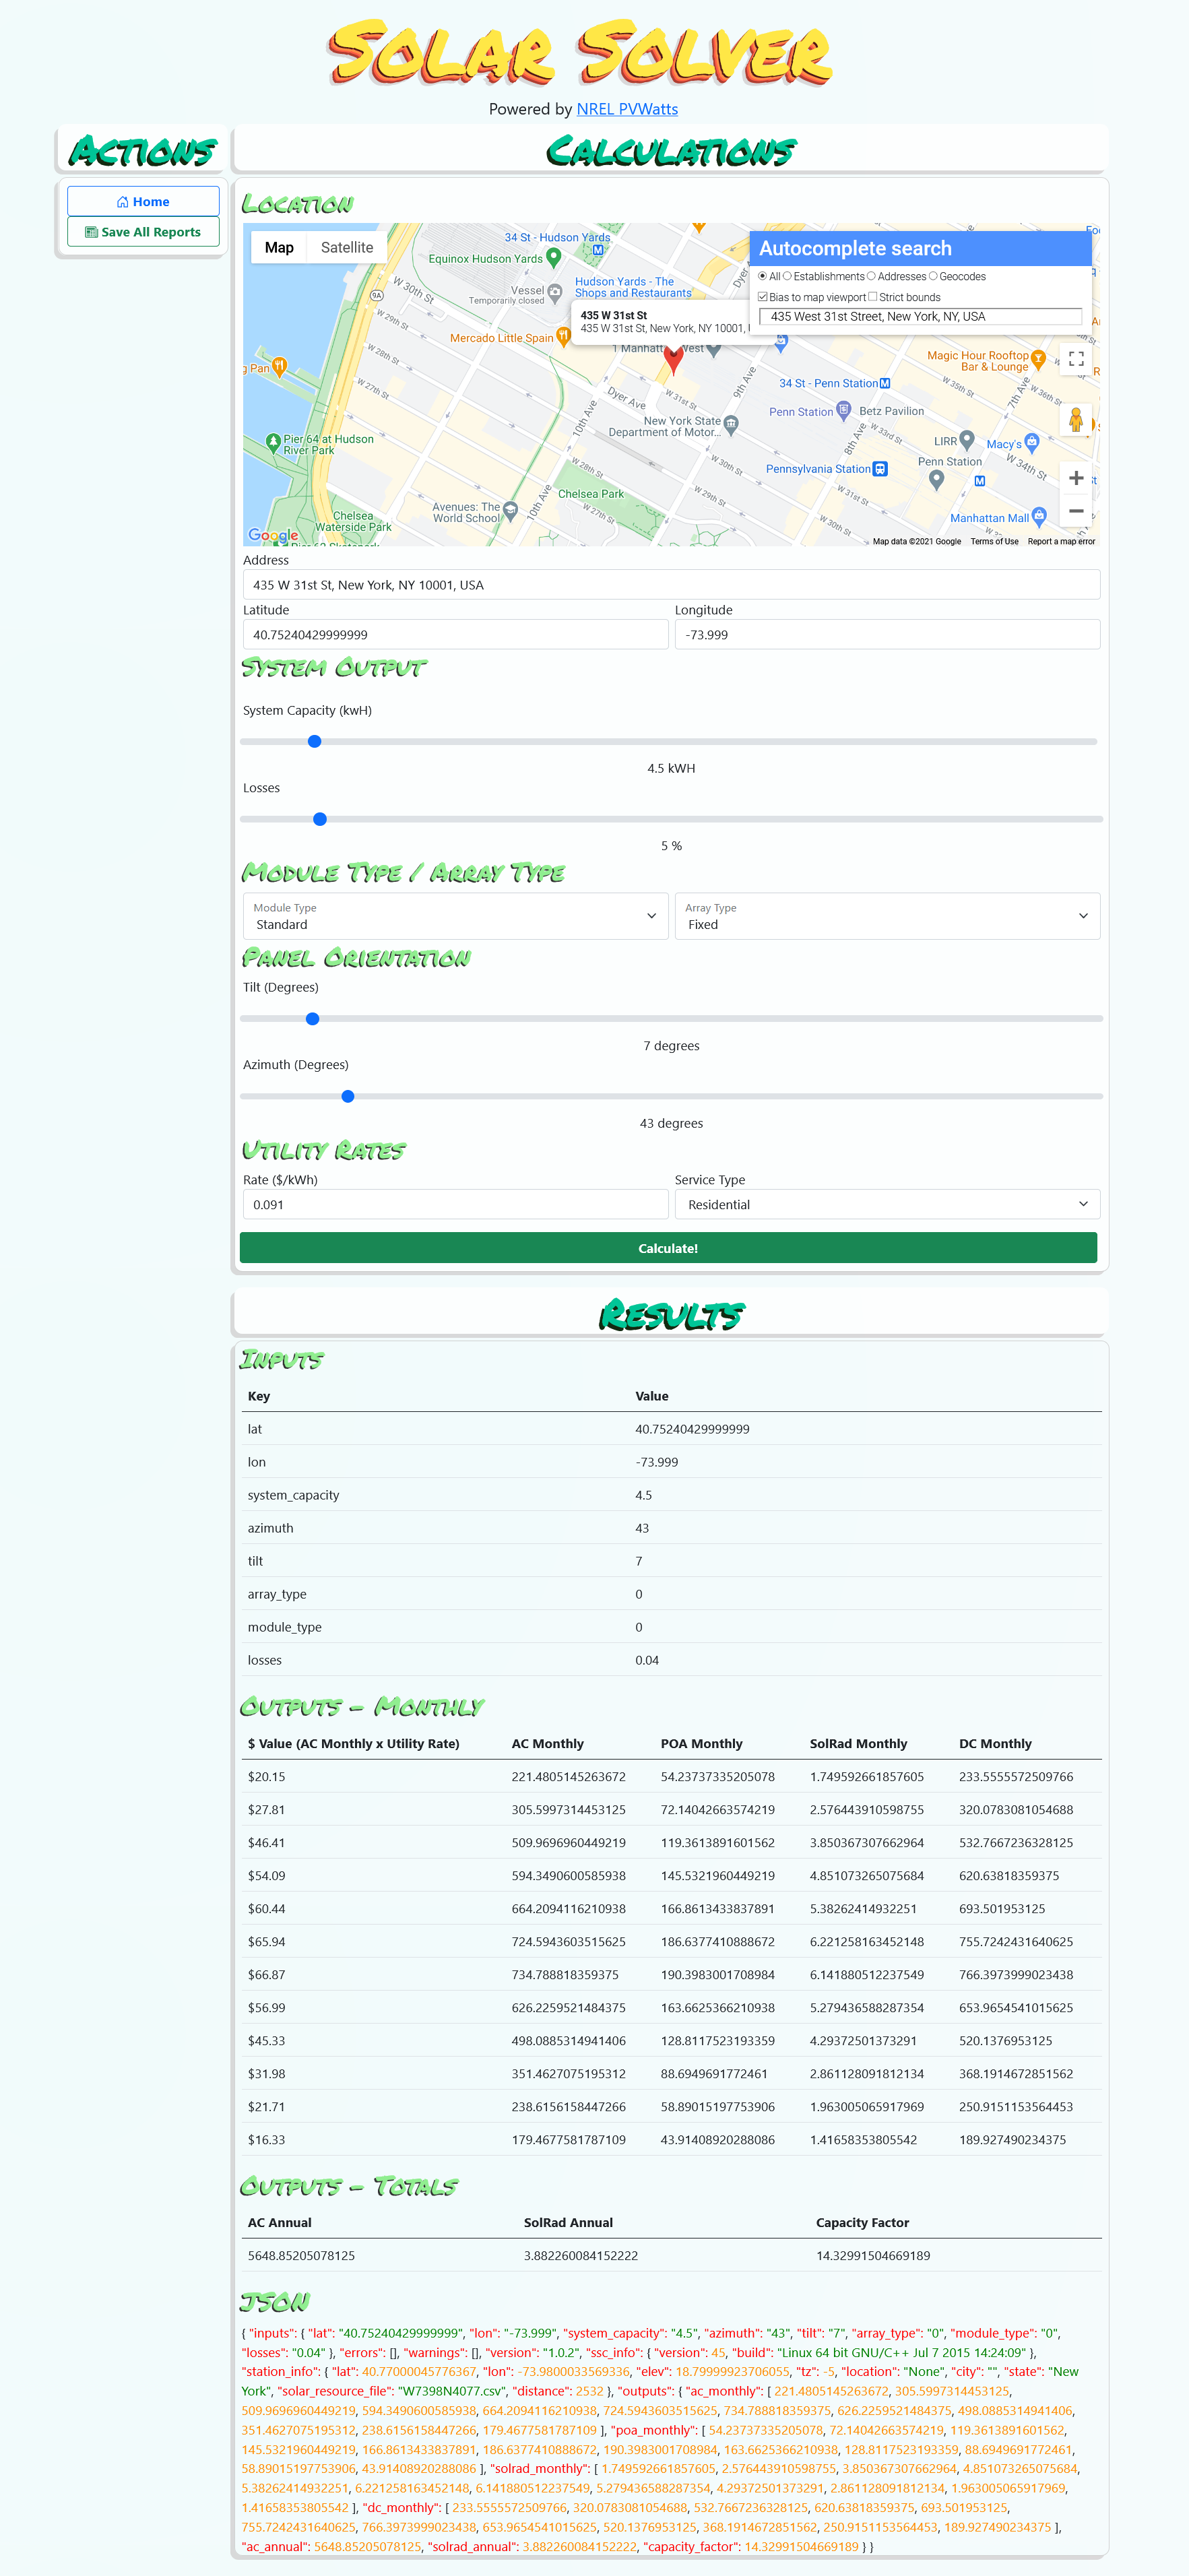 Solar Solver
Powered by NREL PVWatts
Actions
Calculations
Home
Save All Reports
Location
Map
Satellite
34 St - Hudson Yards
Equinox Hudson Yards
Vessel
Temporarily closed
Hudson Yards - The
Shops and Restaurants
W 30th St
9A
Mercado Little Spain
Autocomplete search
All Establishments Addresses Geocodes
Bias to map viewport Strict bounds
435 West 31st Street, New York, NY, USA
435 W 31st St
435 W 31st St, New York, NY 10001,
1 Manhattan West
g Pan
Magic Hour Rooftop
Bar & Lounge
34 St - Penn Station
Dyer Ave
W 31st St
9th Ave
10th Ave
Dyer Ave
7th Ave
W 36th St
W 35th St
Penn Station
Betz Pavilion
New York State
Department of Motor...
8th Ave
W 33rd St
Pier 64 at Hudson
River Park
LIRR
Macy's
Penn Station
W 34th St
Pennsylvania Station
W 29th St
W 30th St
W 31st St
Chelsea Park
Avenues: The
World School
10th Ave
W 28th St
Chelsea
Waterside Park
Manhattan Mall
Google
Map data ©2021 Google Terms of Use Report a map error
Address
435 W 31st St, New York, NY 10001, USA
Latitude
Longitude
40.75240429999999
-73.999
System Output
System Capacity (kwH)
4.5 kWH
Losses
5 %
Module Type / Array Type
Module Type
Standard
Array Type
Fixed
Panel Orientation
Tilt (Degrees)
7 degrees
Azimuth (Degrees)
43 degrees
Utility Rates
Rate ($/kWh)
Service Type
0.091
Residential
Calculate!
Results
Inputs
Key Value
lat 40.75240429999999
lon -73.999
system_capacity 4.5
azimuth 43
tilt 7
array_type 0
module_type 0
losses 0.04
Outputs - Monthly
$ Value (AC Monthly x Utility Rate) AC Monthly POA Monthly SolRad Monthly DC Monthly
$20.15 221.4805145263672 54.23737335205078 1.749592661857605 233.5555572509766
$27.81 305.5997314453125 72.14042663574219 2.576443910598755 320.0783081054688
$46.41 509.9696960449219 119.3613891601562 3.850367307662964 532.7667236328125
$54.09 594.3490600585938 145.5321960449219 4.851073265075684 620.63818359375
$60.44 664.2094116210938 166.8613433837891 5.38262414932251 693.501953125
$65.94 724.5943603515625 186.6377410888672 6.221258163452148 755.7242431640625
$66.87 734.788818359375 190.3983001708984 6.141880512237549 766.3973999023438
$56.99 626.2259521484375 163.6625366210938 5.279436588287354 653.9654541015625
$45.33 498.0885314941406 128.8117523193359 4.29372501373291 520.1376953125
$31.98 351.4627075195312 88.6949691772461 2.861128091812134 368.1914672851562
$21.71 238.6156158447266 58.89015197753906 1.963005065917969 250.9151153564453
$16.33 179.4677581787109 43.91408920288086 1.41658353805542 189.927490234375
Outputs - Totals
AC Annual SolRad Annual Capacity Factor
5648.85205078125 3.882260084152222 14.32991504669189
JSON
{ "inputs": { "lat": "40.75240429999999", "lon": "-73.999", "system_capacity": "4.5", "azimuth": "43", "tilt": "7", "array_type": "0", "module_type": "0",
"losses": "0.04" }, "errors": [], "warnings": [], "version": "1.0.2", "ssc_info": { "version": 45, "build": "Linux 64 bit GNU/C++ Jul 7 2015 14:24:09" },
"station_info": { "lat": 40.77000045776367, "lon": -73.9800033569336, "elev": 18.79999923706055, "tz": -5, "location": "None", "city": "", "state": "New
York", "solar_resource_file": "W7398N4077.csv", "distance": 2532 }, "outputs": { "ac_monthly": [ 221.4805145263672, 305.5997314453125,
509.9696960449219, 594.3490600585938, 664.2094116210938, 724.5943603515625, 734.788818359375, 626.2259521484375, 498.0885314941406,
351.4627075195312, 238.6156158447266, 179.4677581787109 ], "poa_monthly": [ 54.23737335205078, 72.14042663574219, 119.3613891601562,
145.5321960449219, 166.8613433837891, 186.6377410888672, 190.3983001708984, 163.6625366210938, 128.8117523193359, 88.6949691772461,
58.89015197753906, 43.91408920288086 ], "solrad_monthly": [ 1.749592661857605, 2.576443910598755, 3.850367307662964, 4.851073265075684,
5.38262414932251, 6.221258163452148, 6.141880512237549, 5.279436588287354, 4.29372501373291, 2.861128091812134, 1.963005065917969,
1.41658353805542 ], "dc_monthly": [ 233.5555572509766, 320.0783081054688, 532.7667236328125, 620.63818359375, 693.501953125,
755.7242431640625, 766.3973999023438, 653.9654541015625, 520.1376953125, 368.1914672851562, 250.9151153564453, 189.927490234375 ],
"ac_annual": 5648.85205078125, "solrad_annual": 3.882260084152222, "capacity_factor": 14.32991504669189 } }